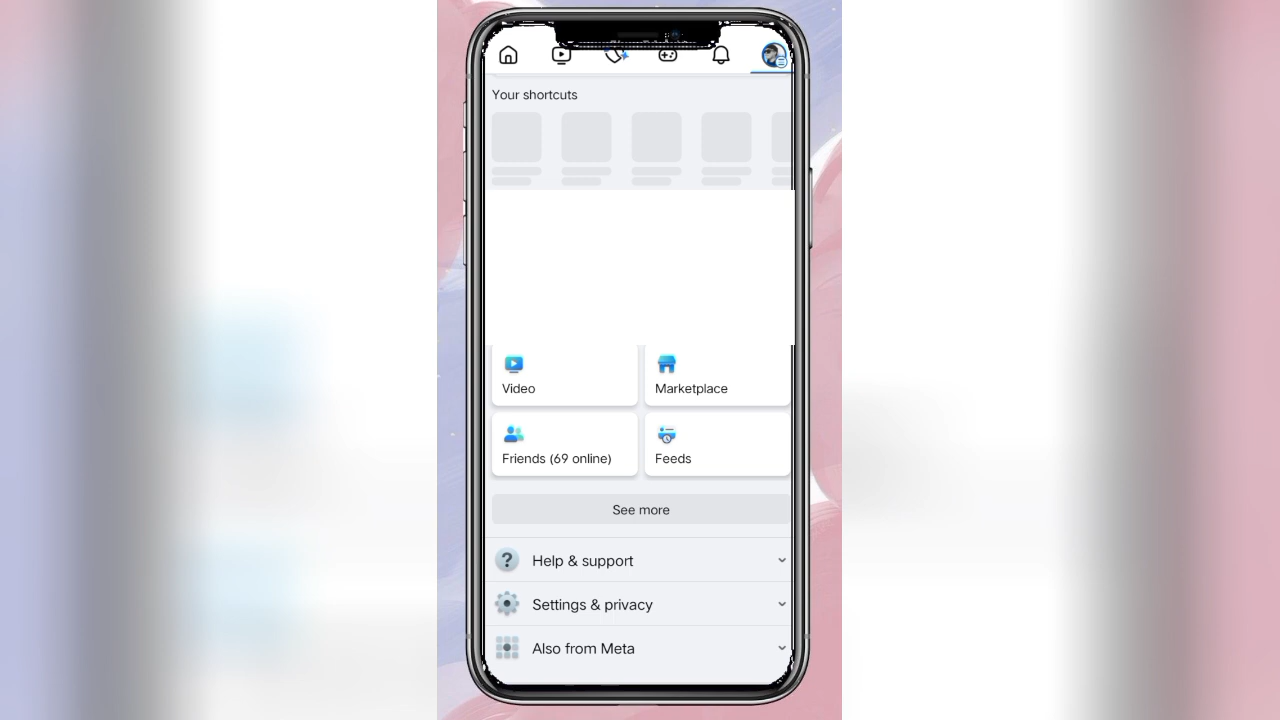 Your shortcuts
Video
Marketplace
Friends (69 online)
Feeds
See more
Help & support
Settings & privacy
Also from Meta